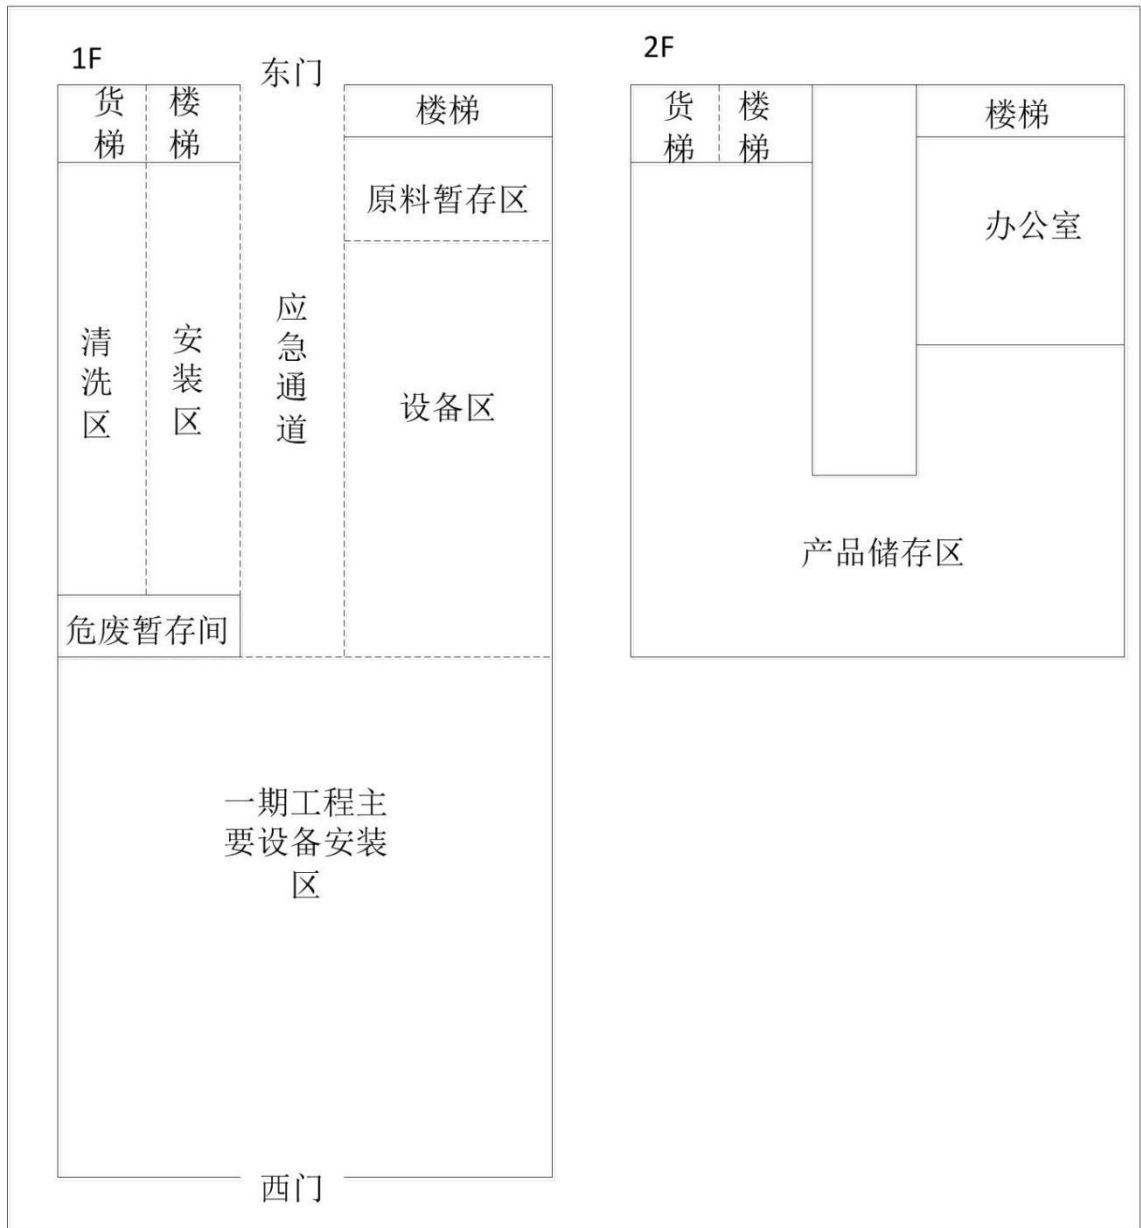 1F
东门
货梯
楼梯
楼梯
原料暂存区
清洗区
安装区
应急通道
设备区
危废暂存间
一期工程主
要设备安装
区
西门
2F
货梯
楼梯
楼梯
办公室
产品储存区